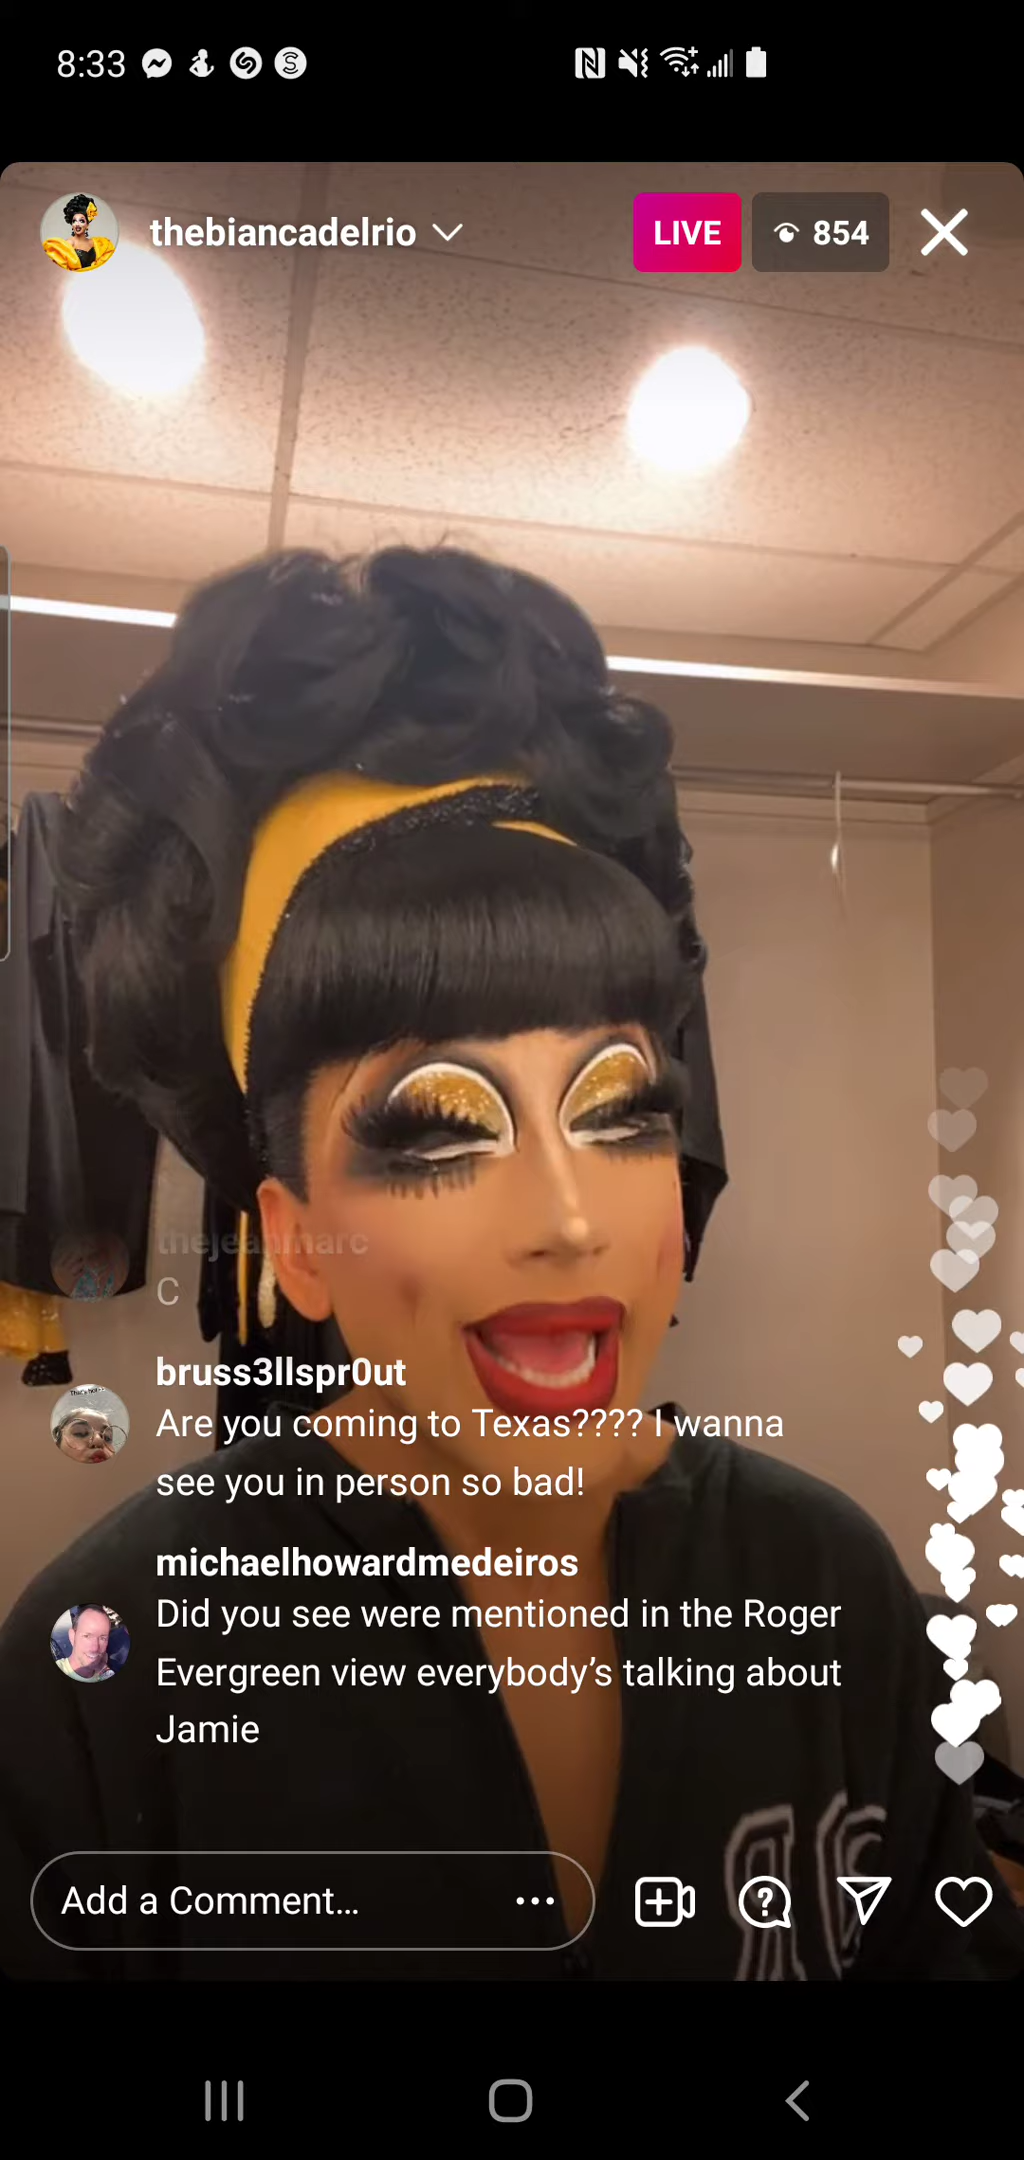 8:33
thebiancadelrio
LIVE
854
thejeanmarc
C
bruss3llspr0ut
Are you coming to Texas???? I wanna
see you in person so bad!
michaelhowardmedeiros
Did you see were mentioned in the Roger
Evergreen view everybody’s talking about
Jamie
Add a Comment...